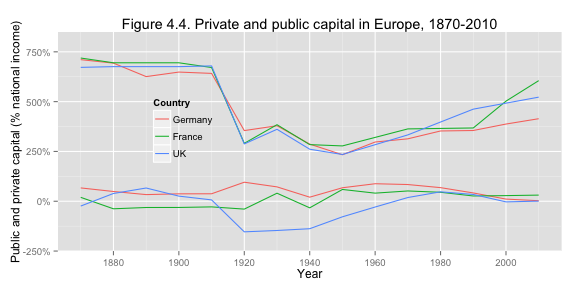 Figure 4.4. Private and public capital in Europe, 1870-2010
Public and private capital (% national income)
750%
500%
250%
0%
-250%
Country
Germany
France
UK
1880
1900
1920
1940
1960
1980
2000
Year